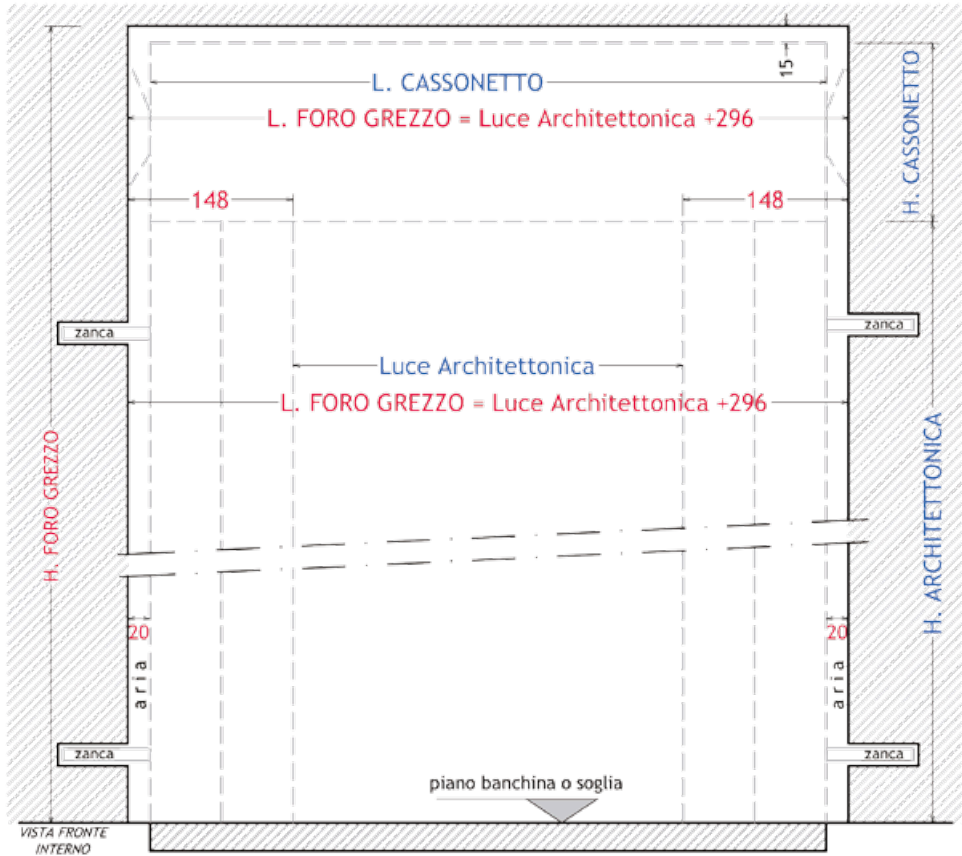 15
L. CASSONETTO
L. FORO GREZZO = Luce Architettonica +296
H. CASSONETTO
148
148
zanca
zanca
Luce Architettonica
L. FORO GREZZO = Luce Architettonica +296
H. FORO GREZZO
H. ARCHITETTONICA
20
20
aria
aria
zanca
zanca
piano banchina o soglia
VISTA FRONTE
INTERNO